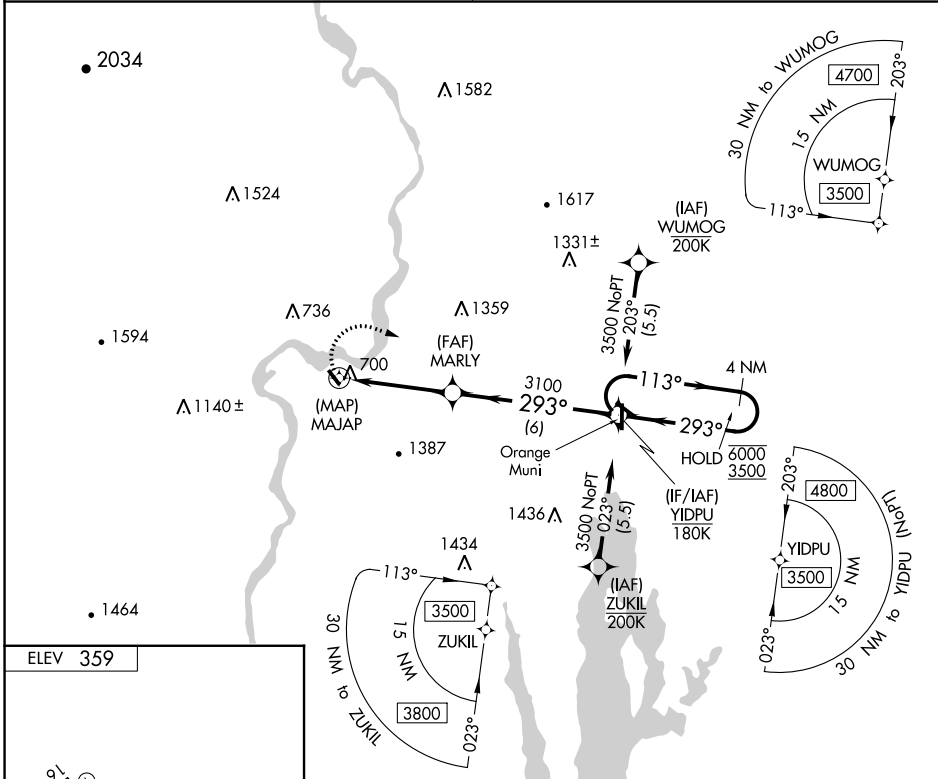 2034
1582
30 NM to WUMOG
4700
203°
15 NM
WUMOG
3500
113°
1524
1617
(IAF)
WUMOG
200K
1331±
3500 NoPT
203°
(5.5)
736
1359
1594
(FAF)
MARLY
700
3100
293°
(6)
113°
4 NM
(MAP)
MAJAP
1140±
293°
1387
Orange
Muni
HOLD
6000
3500
(IF/IAF)
YIDPU
180K
1436
3500 NoPT
023°
(5.5)
203°
4800
YIDPU
3500
15 NM
30 NM to YIDPU (NoPT)
023°
1434
113°
3500
ZUKIL
15 NM
30 NM to ZUKIL
3800
023°
(IAF)
ZUKIL
200K
1464
ELEV 359
16